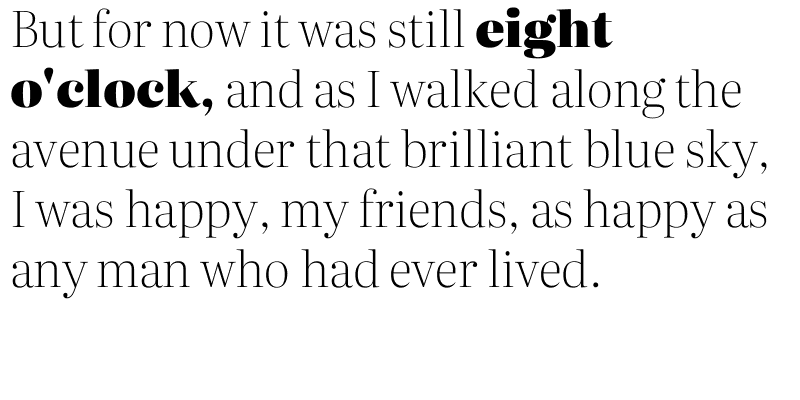 But for now it was still eight
o'clock, and as I walked along the
avenue under that brilliant blue sky,
I was happy, my friends, as happy as
any man who had ever lived.